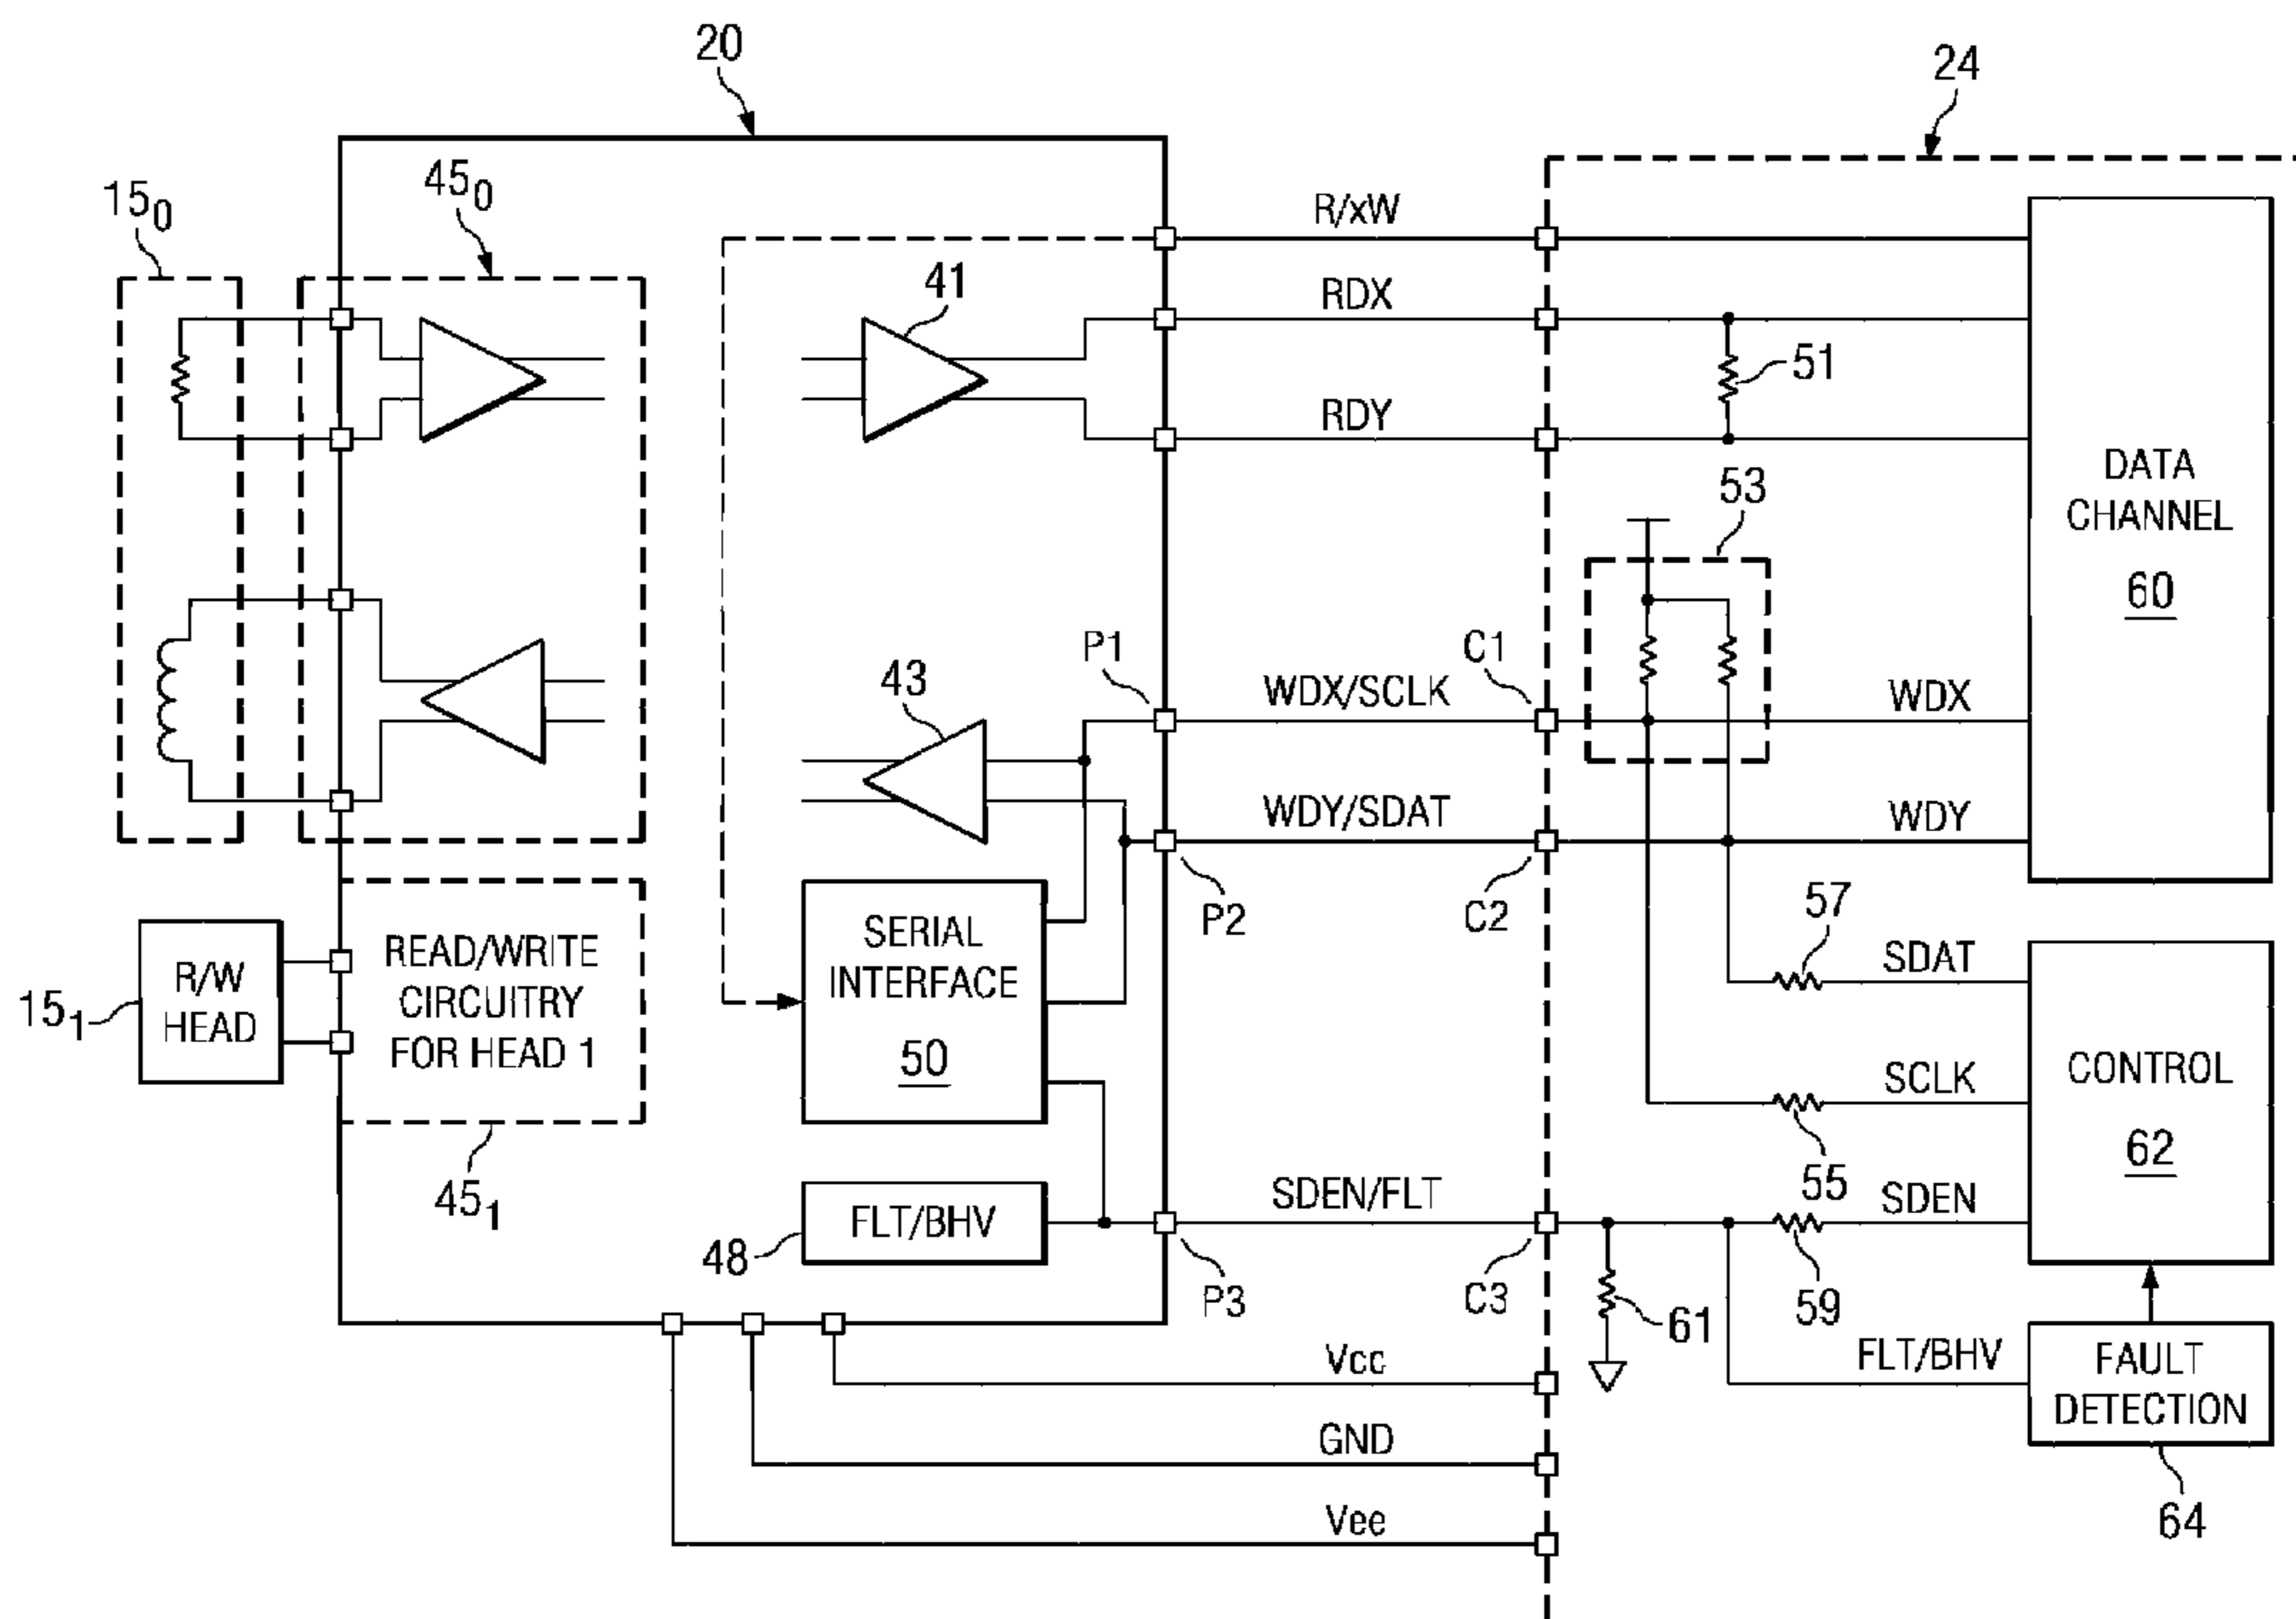 20
24
15₀
45₀
R/xW
41
RDX
51
RDY
DATA
CHANNEL
60
53
P1
C1
43
WDX/SCLK
WDX
WDY/SDAT
WDY
P2
C2
57
SERIAL
INTERFACE
50
SDAT
R/W
HEAD
15₁
READ/WRITE
CIRCUITRY
FOR HEAD 1
45₁
CONTROL
62
SCLK
55
SDEN/FLT
SDEN
FLT/BHV
48
P3
C3
61
59
Vcc
FLT/BHV
FAULT
DETECTION
GND
64
Vee